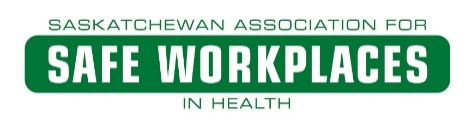 SASKATCHEWAN ASSOCIATION FOR
SAFE WORKPLACES
IN HEALTH